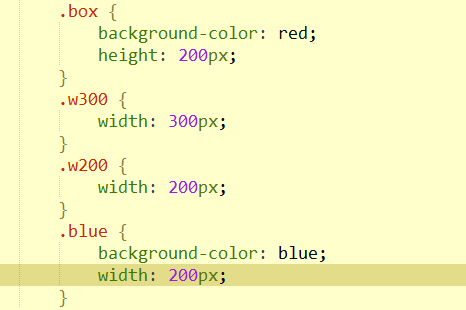 .box {
background-color: red;
height: 200px;
}
.w300 {
width: 300px;
}
.w200 {
width: 200px;
}
.blue {
background-color: blue;
width: 200px;
}